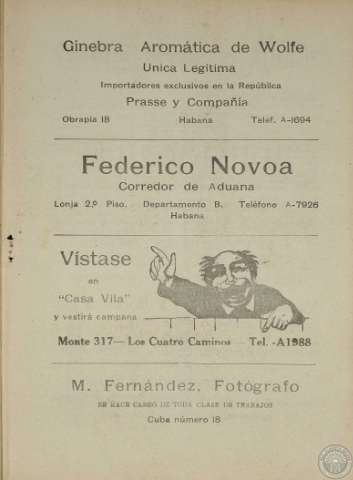 Ginebra Aromática de Wolfe
Unica Legítima
Importadores exclusivos en la República
Prasse y Compañía
Obrapia 18 Habana Telef. A-1694
Federico Novoa
Corredor de Aduana
Lonja 2.º Piso. Departamento B. Teléfono A-7926
Habana
Vístase
en
"Casa Vila"
y vestirá campana
Monte 317— Los Cuatro Caminos— Tel. -A1988
M. Fernández, Fotógrafo
SE HACE CARGO DE TODA CLASE DE TRABAJOS
Cuba número 18